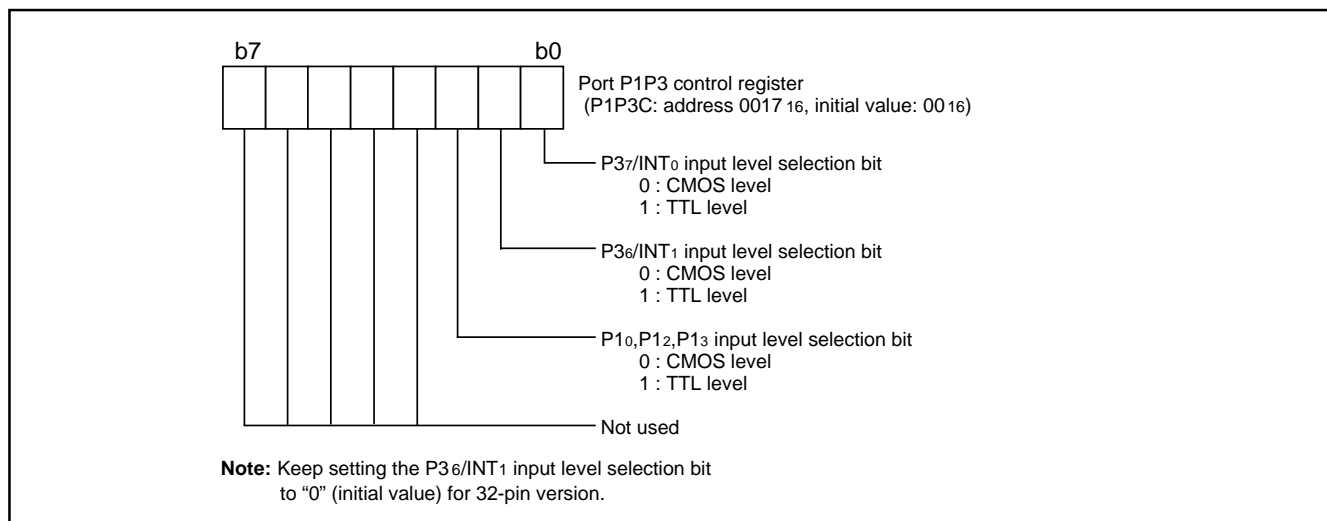 b7 b0
Port P1P3 control register
(P1P3C: address 0017 16, initial value: 00 16)
P37/INT0 input level selection bit
0 : CMOS level
1 : TTL level
P36/INT1 input level selection bit
0 : CMOS level
1 : TTL level
P10,P12,P13 input level selection bit
0 : CMOS level
1 : TTL level
Not used
Note: Keep setting the P36/INT1 input level selection bit
to “0” (initial value) for 32-pin version.